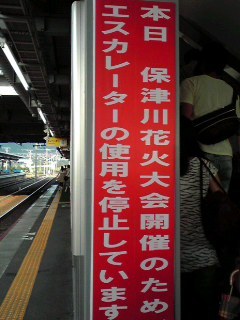 本日　保津川花火大会開催のため
エスカレーターの使用を停止しています